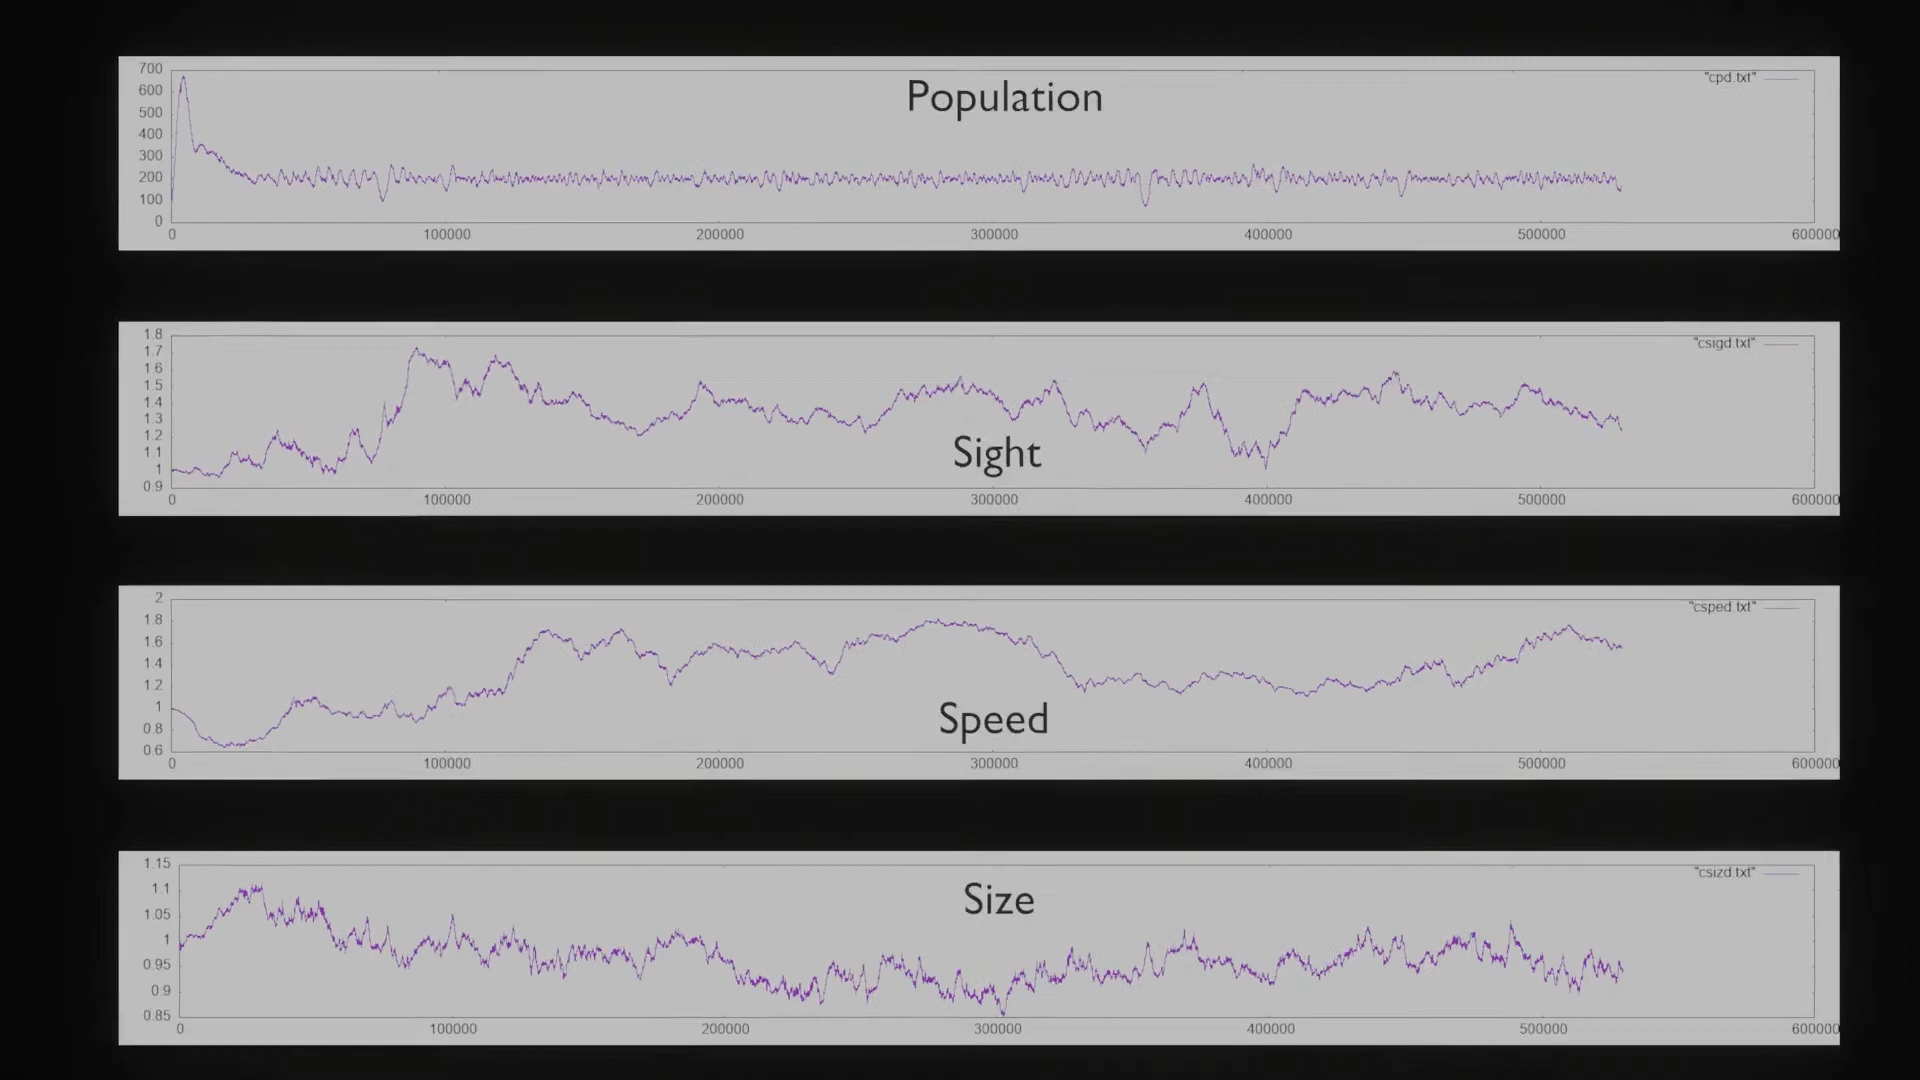 700
"cpd.txt"
Population
600
500
400
300
200
100
0
0 100000 200000 300000 400000 500000 600000
1.8
"csigd.txt"
1.7
1.6
1.5
1.4
1.3
1.2
Sight
1.1
1
0.9
0 100000 200000 300000 400000 500000 600000
2
"csped.txt"
1.8
1.6
1.4
1.2
1
Speed
0.8
0.6
0 100000 200000 300000 400000 500000 600000
1.15
"csizd.txt"
1.1
Size
1.05
1
0.95
0.9
0.85
0 100000 200000 300000 400000 500000 600000